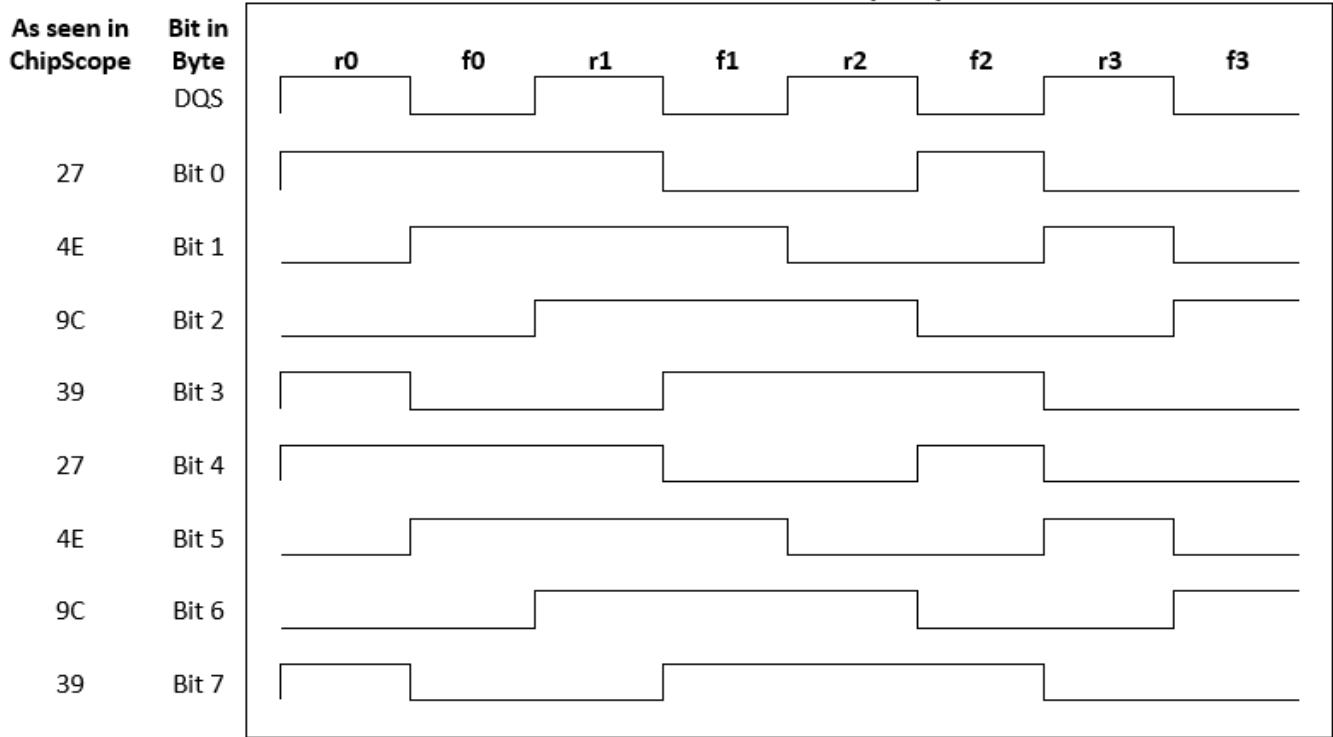 As seen in Bit in
ChipScope Byte r0 f0 r1 f1 r2 f2 r3 f3
DQS
27 Bit 0
4E Bit 1
9C Bit 2
39 Bit 3
27 Bit 4
4E Bit 5
9C Bit 6
39 Bit 7